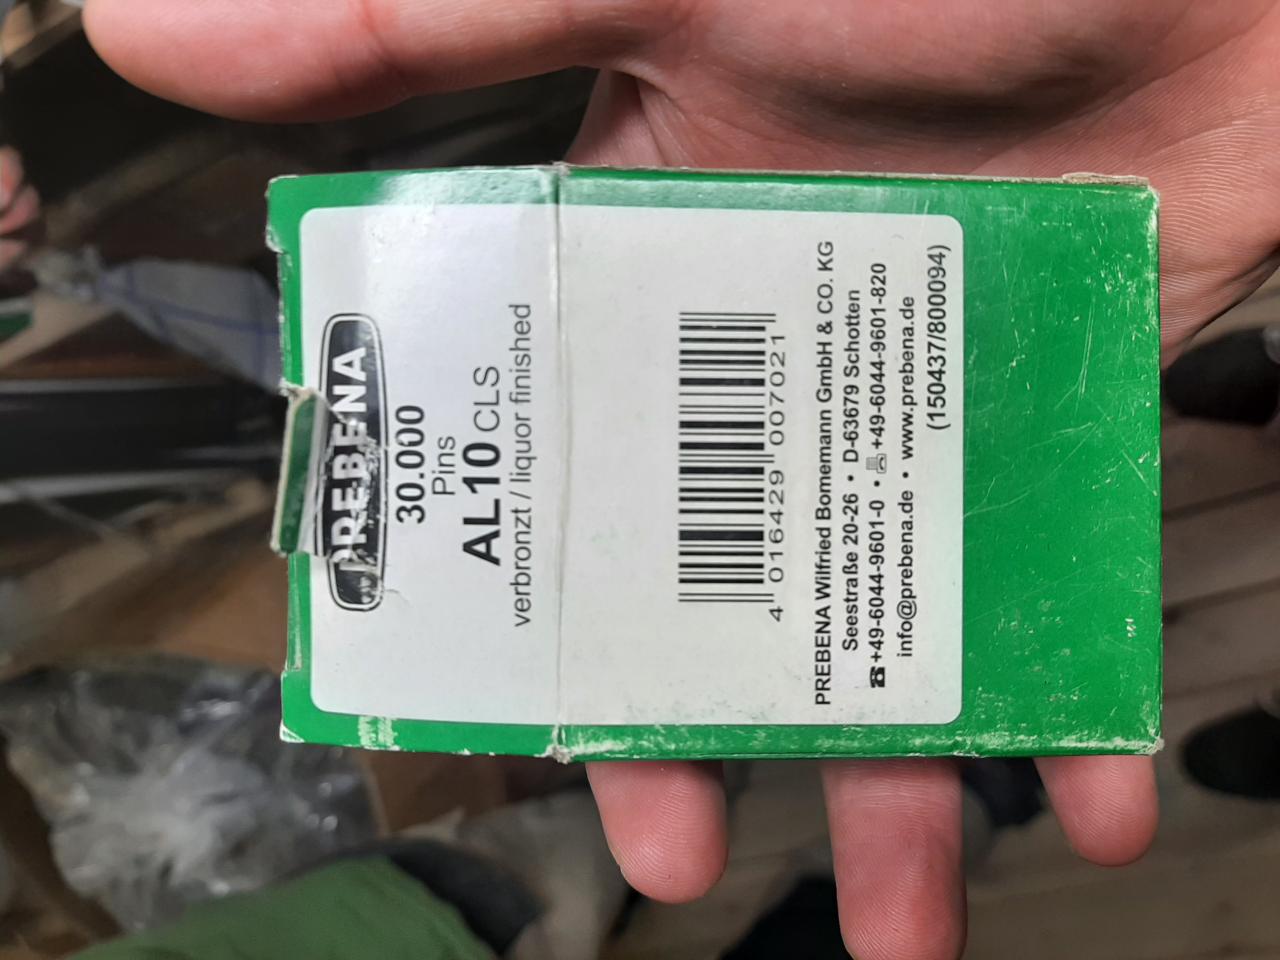 PREBENA
30.000
Pins
AL10 CLS
verbronzt / liquor finished
4 016429 007021
PREBENA Wilfried Bornemann GmbH & CO. KG
Seestraße 20-26 • D-63679 Schotten
☎+49-6044-9601-0 • 📠+49-6044-9601-820
info@prebena.de • www.prebena.de
(150437/800094)